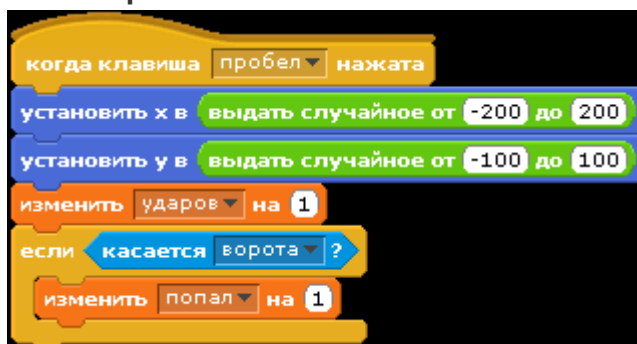 когда клавиша пробел нажата
установить x в выдать случайное от -200 до 200
установить y в выдать случайное от -100 до 100
изменить ударов на 1
если касается ворота ?
изменить попал на 1